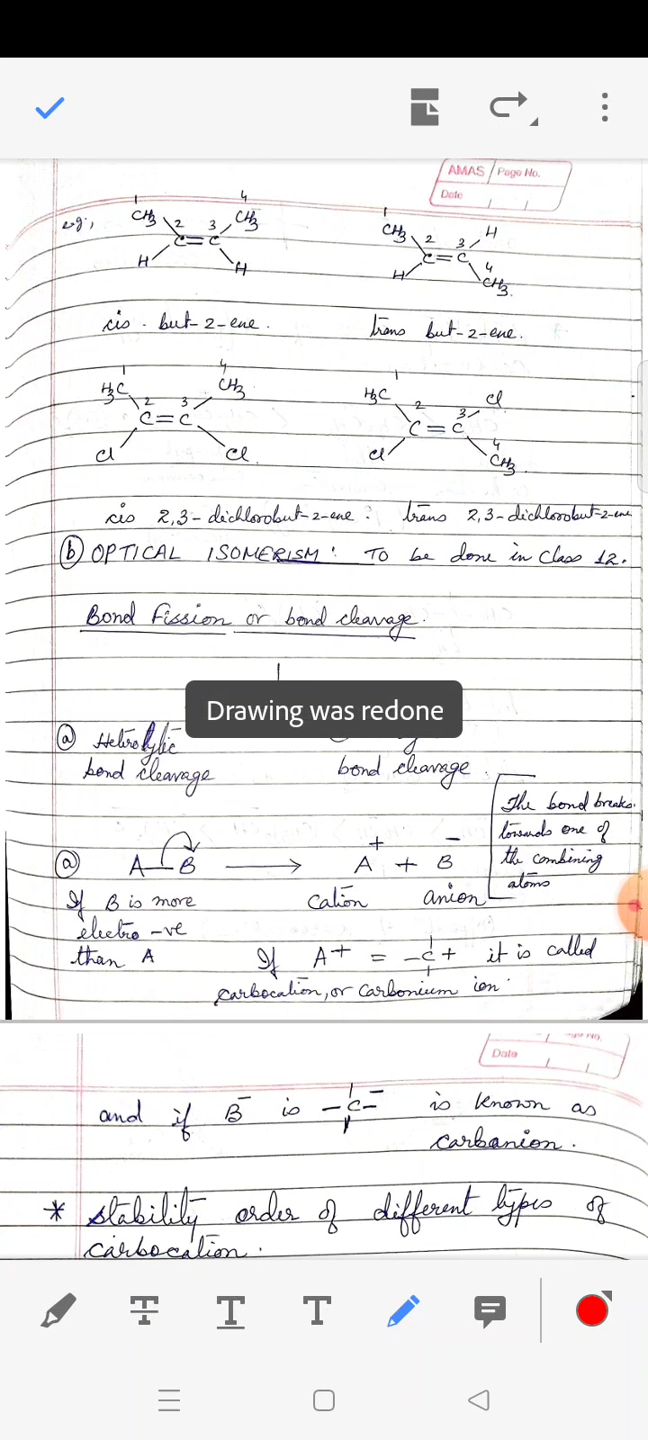 AMAS Page No.
Date
eg,
1 4
CH3 2 3 CH3
C=C
H H
1
CH3 2 3 H
C=C 4
H CH3.
cis - but-2-ene. trans but-2-ene.
1 4
H3C 2 3 CH3
C=C
Cl Cl
1
H3C 2 3 Cl
C=C 4
Cl CH3
cis 2,3-dichlorobut-2-ene? trans 2,3-dichlorobut-2-ene
(b) OPTICAL ISOMERISM: To be done in Class 12.
Bond Fission or bond cleavage.
Drawing was redone
(a) Hetrolytic
bond cleavage bond cleavage.
The bond breaks
towards one of
the combining
atoms
(a) A—B ⟶ A+ + B−
If B is more cation anion
electro -ve
than A If A+ = -C+ it is called
carbocation, or carbonium ion.
Page No.
Date
and if B− is -C− is known as
carbanion.
* stability order of different types of
carbocation.
T T T